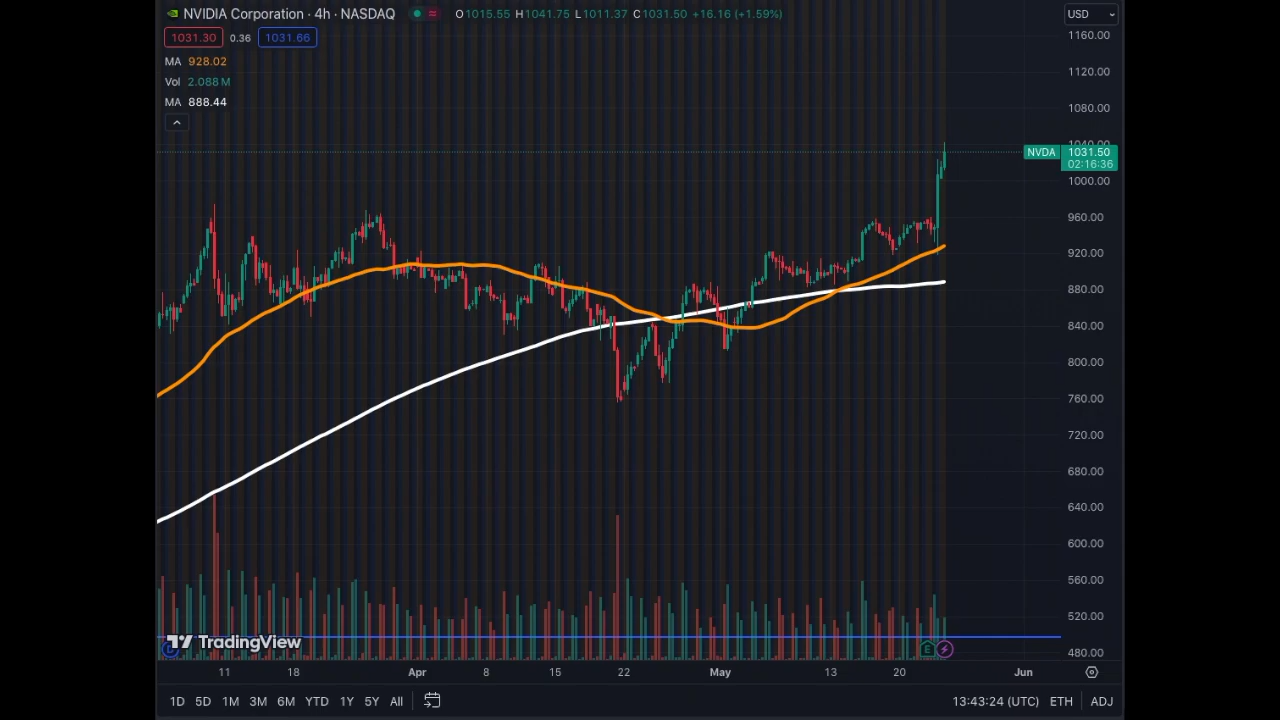 NVIDIA Corporation · 4h · NASDAQ O1015.55 H1041.75 L1011.37 C1031.50 +16.16 (+1.59%) USD
1031.30 0.36 1031.66
MA 928.02
Vol 2.088 M
MA 888.44
1160.00
1120.00
1080.00
1040.00
NVDA 1031.50
02:16:36
1000.00
960.00
920.00
880.00
840.00
800.00
760.00
720.00
680.00
640.00
600.00
560.00
520.00
480.00
TradingView
D E
11 18 Apr 8 15 22 May 13 20 Jun
1D 5D 1M 3M 6M YTD 1Y 5Y All 13:43:24 (UTC) ETH ADJ